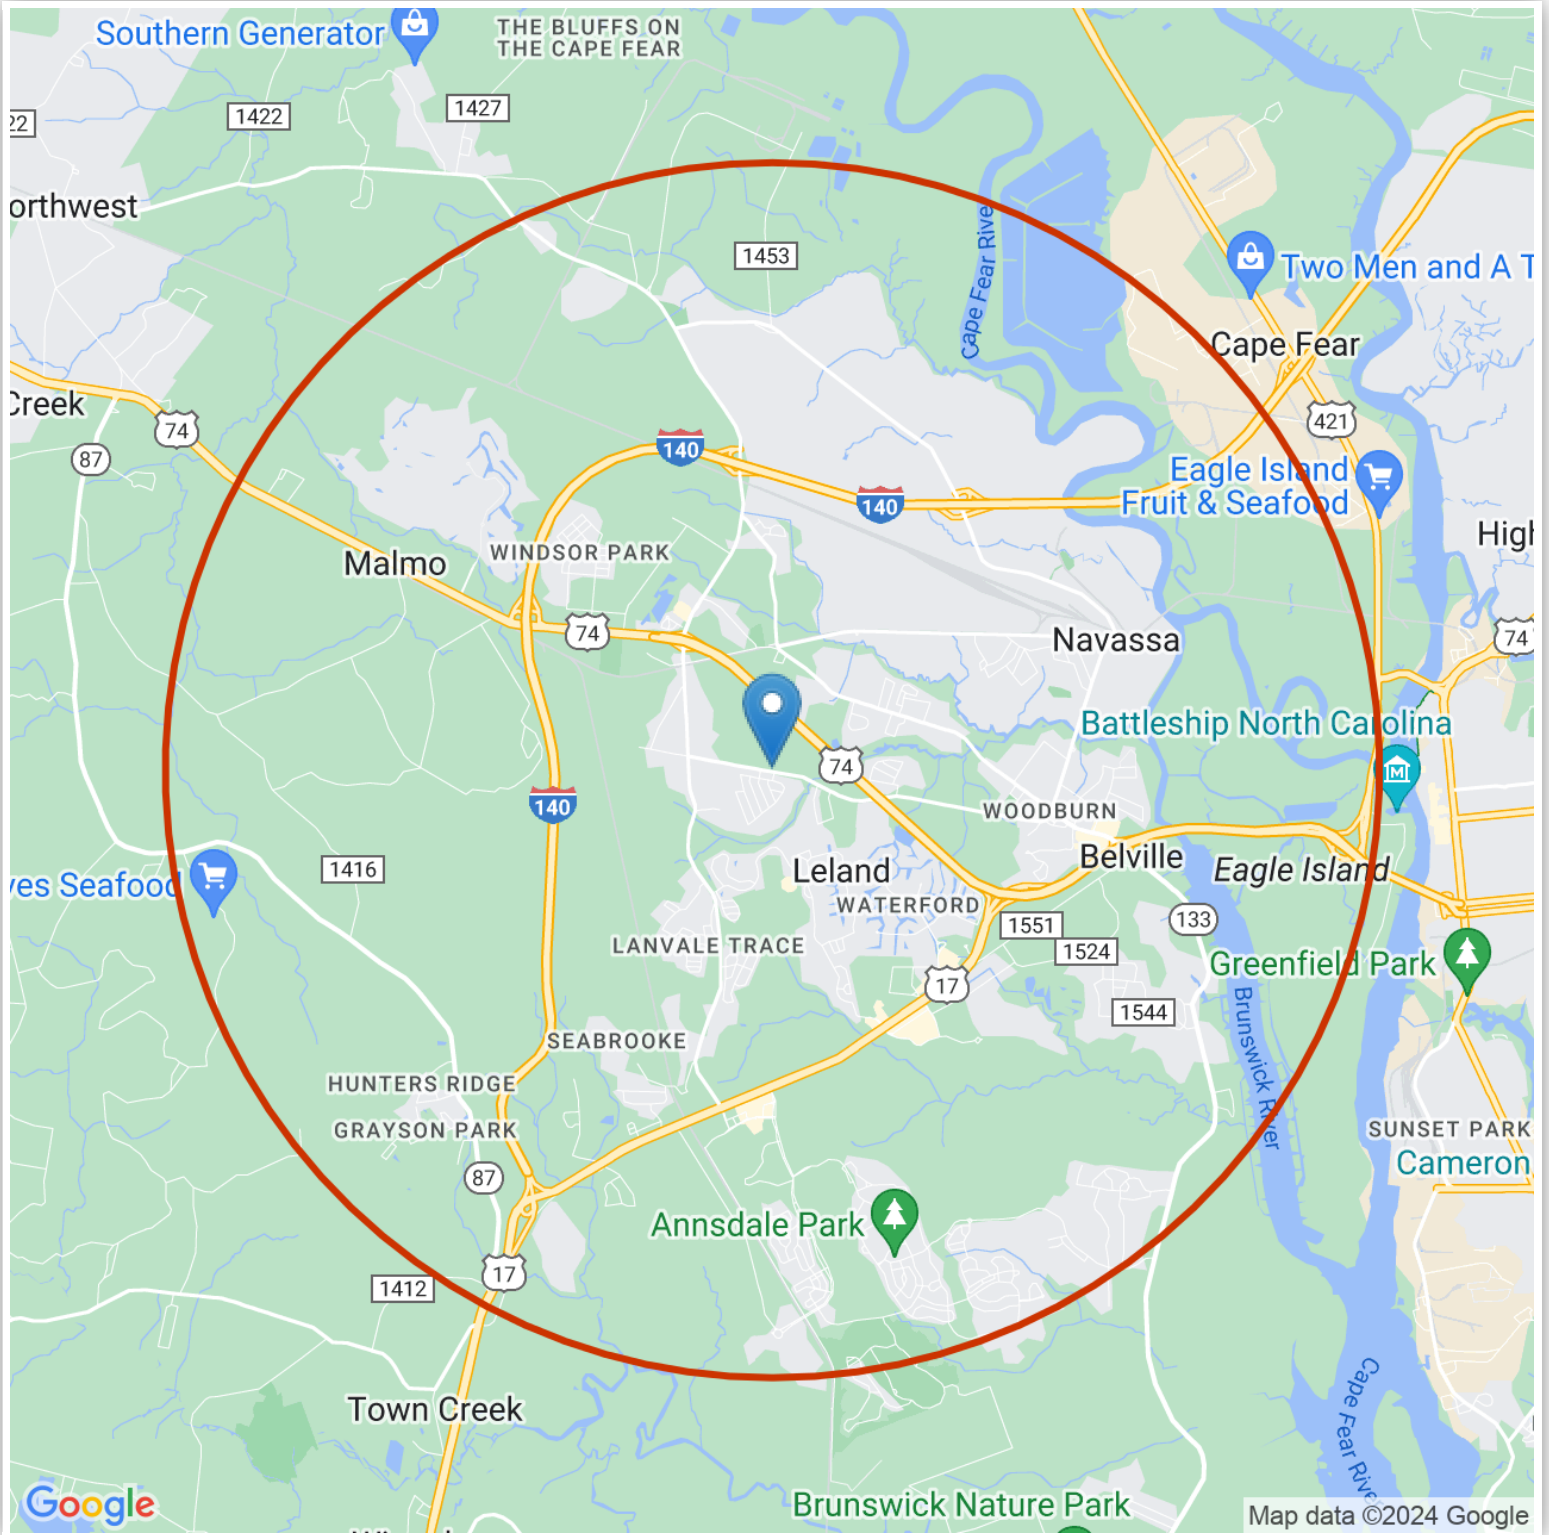 Southern Generator
THE BLUFFS ON
THE CAPE FEAR
1427
1422
22
orthwest
1453
Cape Fear River
Two Men and A T
Cape Fear
Creek
74
421
87
140
Eagle Island
Fruit & Seafood
140
High
WINDSOR PARK
Malmo
74
74
Navassa
Battleship North Carolina
74
140
WOODBURN
Belville
Eagle Island
1416
Leland
yes Seafood
WATERFORD
133
1551
LANVALE TRACE
1524
Greenfield Park
17
1544
Brunswick River
SEABROOKE
HUNTERS RIDGE
GRAYSON PARK
SUNSET PARK
Cameron
87
Annsdale Park
17
1412
Town Creek
Cape Fear River
Google
Brunswick Nature Park
Map data ©2024 Google